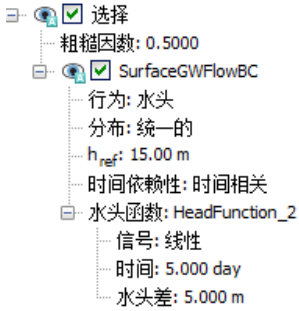 选择
粗糙因数: 0.5000
SurfaceGWFlowBC
行为: 水头
分布: 统一的
href: 15.00 m
时间依赖性: 时间相关
水头函数: HeadFunction_2
信号: 线性
时间: 5.000 day
水头差: 5.000 m